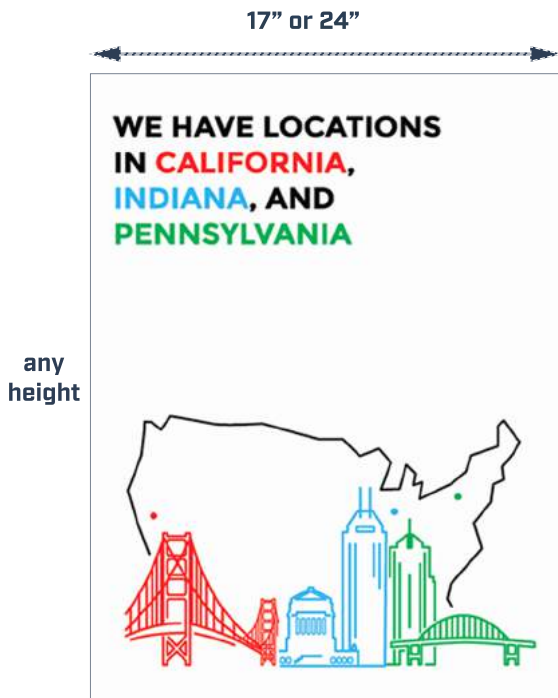 17” or 24”
WE HAVE LOCATIONS
IN CALIFORNIA,
INDIANA, AND
PENNSYLVANIA
any
height